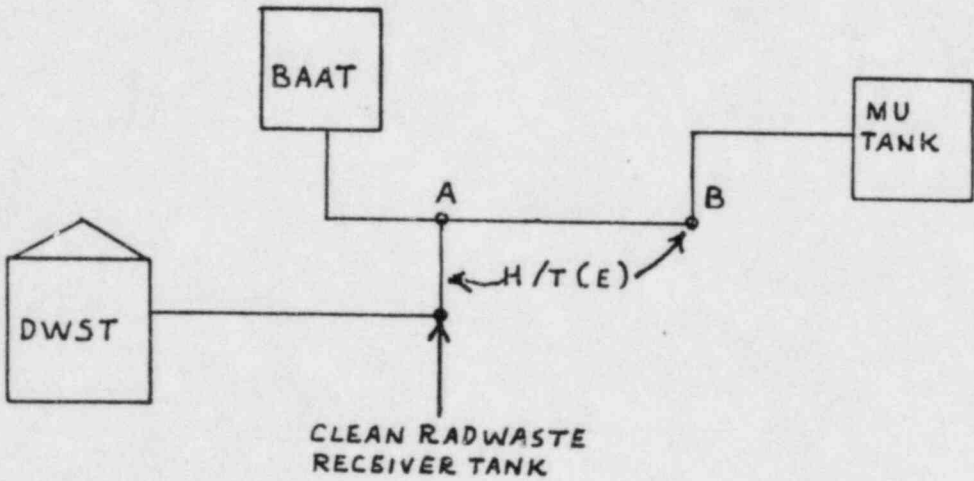 BAAT
MU
TANK
A
B
H/T(E)
DWST
CLEAN RADWASTE
RECEIVER TANK